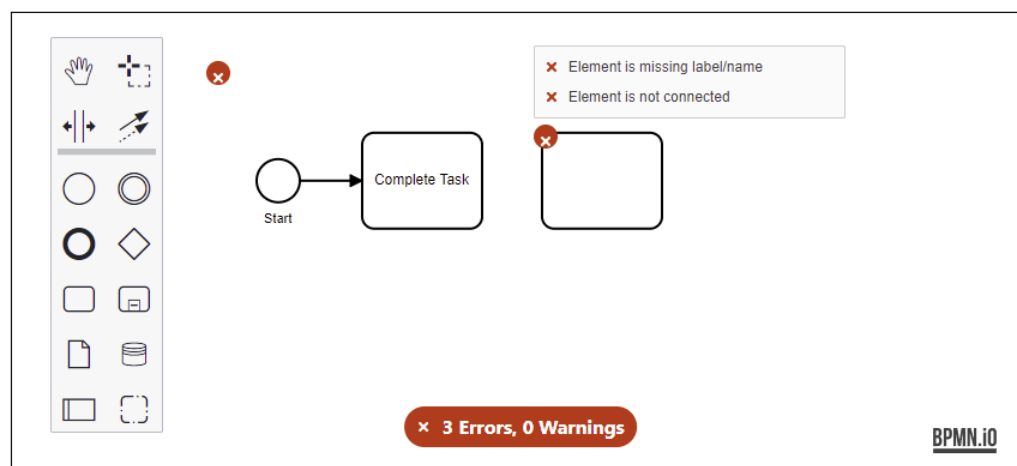 Element is missing label/name
Element is not connected
Complete Task
Start
3 Errors, 0 Warnings
BPMN.iO